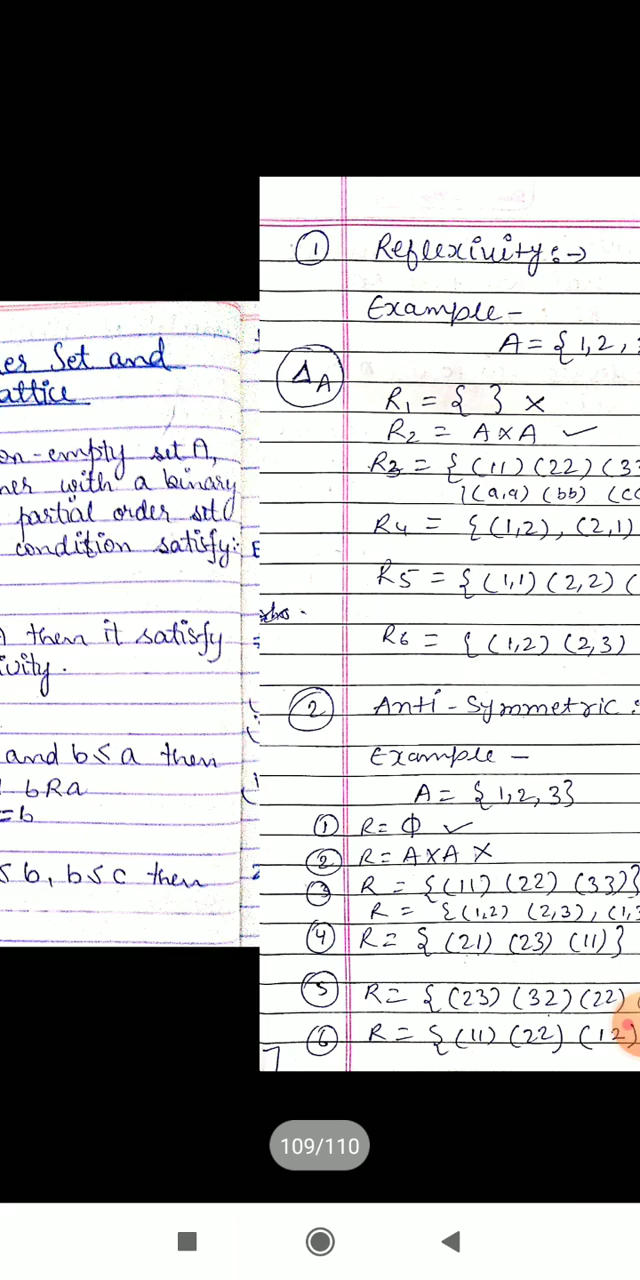 er Set and
attice
on-empty set A,
ner with a binary
partial order set
condition satisfy:
then it satisfy
ivity.
and b≤a then
bRa
=b
≤ b, b≤c then
① Reflexivity:→
Example-
A = {1,2,
ΔA
R1 = { } ×
R2 = A×A ✓
R3 = {(11) (22) (33
{(a,a) (bb) (cc
R4 = {(1,2), (2,1)
R5 = {(1,1) (2,2) (
R6 = {(1,2) (2,3)
② Anti-Symmetric:
Example -
A = {1,2,3}
① R= Φ ✓
② R= A×A ×
③ R = {(11) (22) (33)}
R = {(1,2) (2,3), (1,3
④ R= {(21) (23) (11)}
⑤ R= {(23) (32) (22)
⑥ R = {(11) (22) (12)
109/110